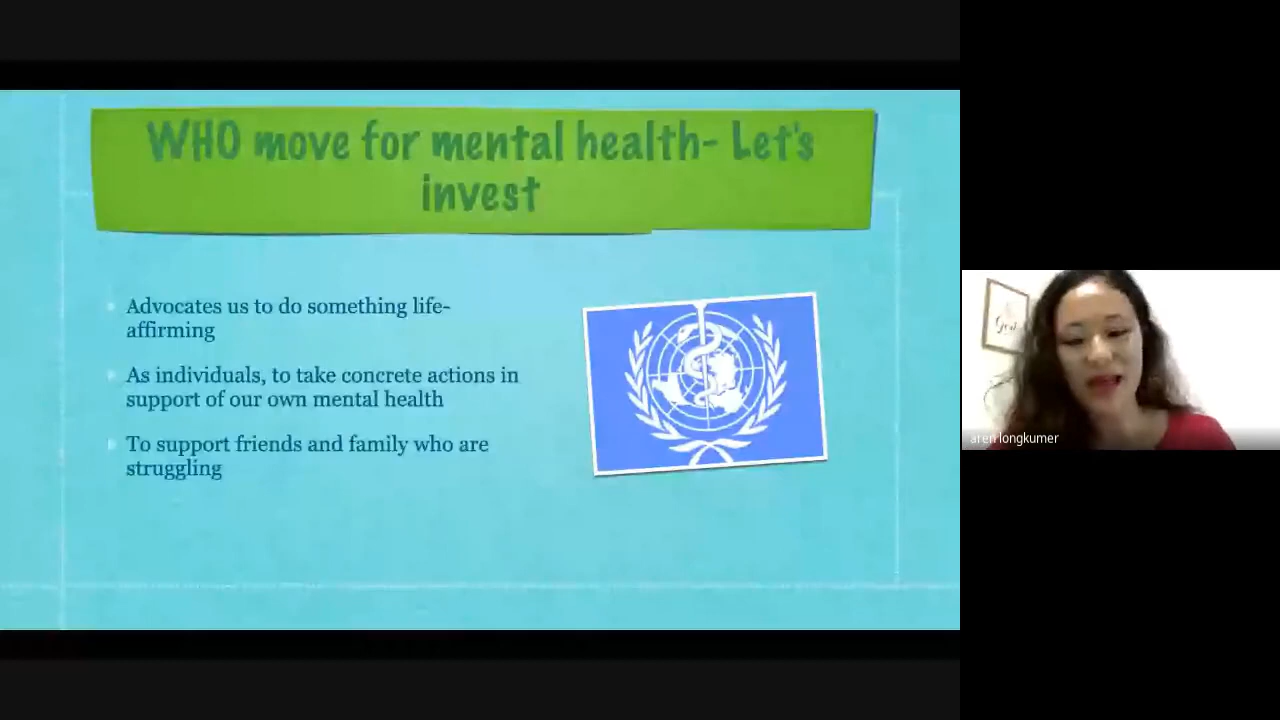 WHO move for mental health- Let's
invest
Advocates us to do something life-
affirming
As individuals, to take concrete actions in
support of our own mental health
To support friends and family who are
struggling
aren longkumer